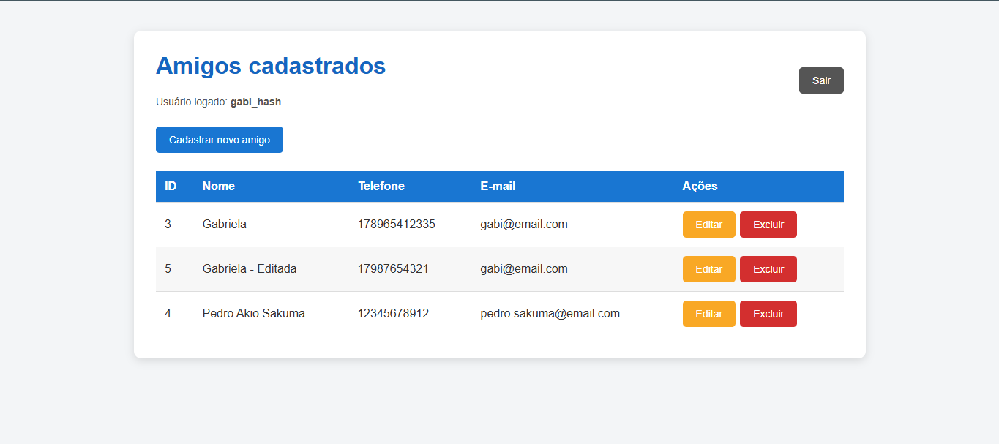 Amigos cadastrados
Sair
Usuário logado: gabi_hash
Cadastrar novo amigo
ID Nome Telefone E-mail Ações
3 Gabriela 178965412335 gabi@email.com Editar Excluir
5 Gabriela - Editada 17987654321 gabi@email.com Editar Excluir
4 Pedro Akio Sakuma 12345678912 pedro.sakuma@email.com Editar Excluir